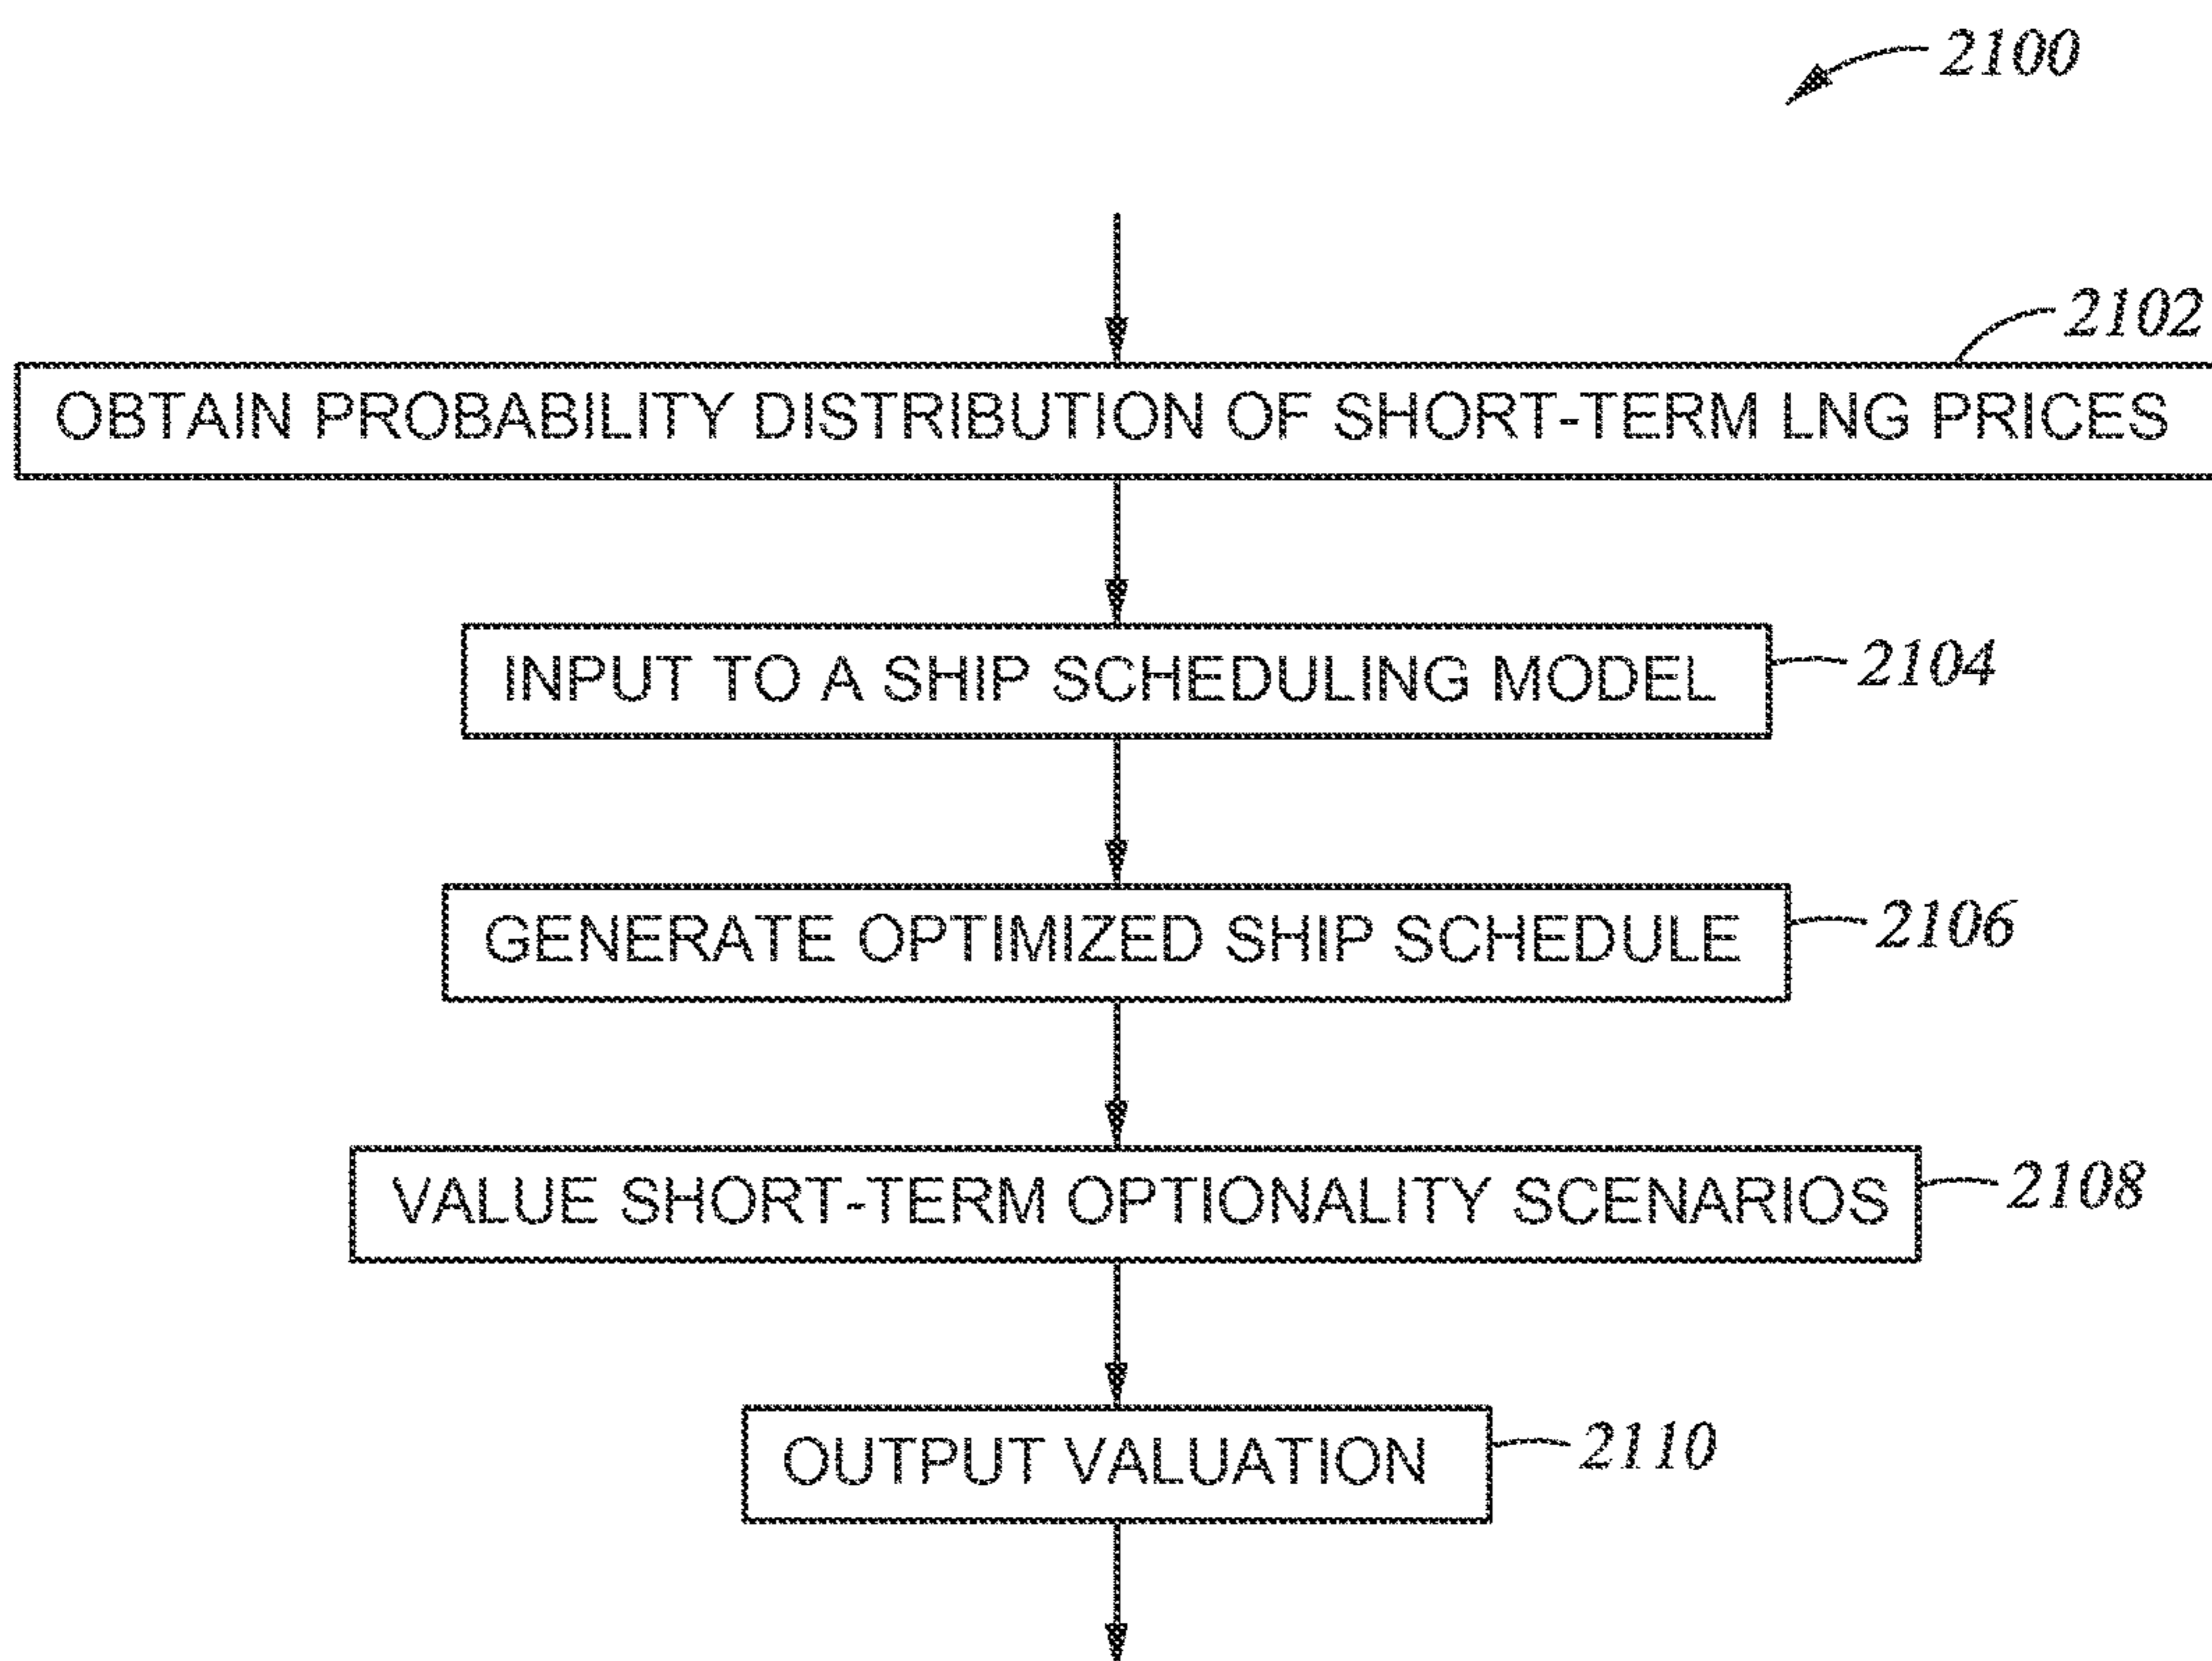 2100
2102
OBTAIN PROBABILITY DISTRIBUTION OF SHORT-TERM LNG PRICES
INPUT TO A SHIP SCHEDULING MODEL
2104
GENERATE OPTIMIZED SHIP SCHEDULE
2106
VALUE SHORT-TERM OPTIONALITY SCENARIOS
2108
OUTPUT VALUATION
2110